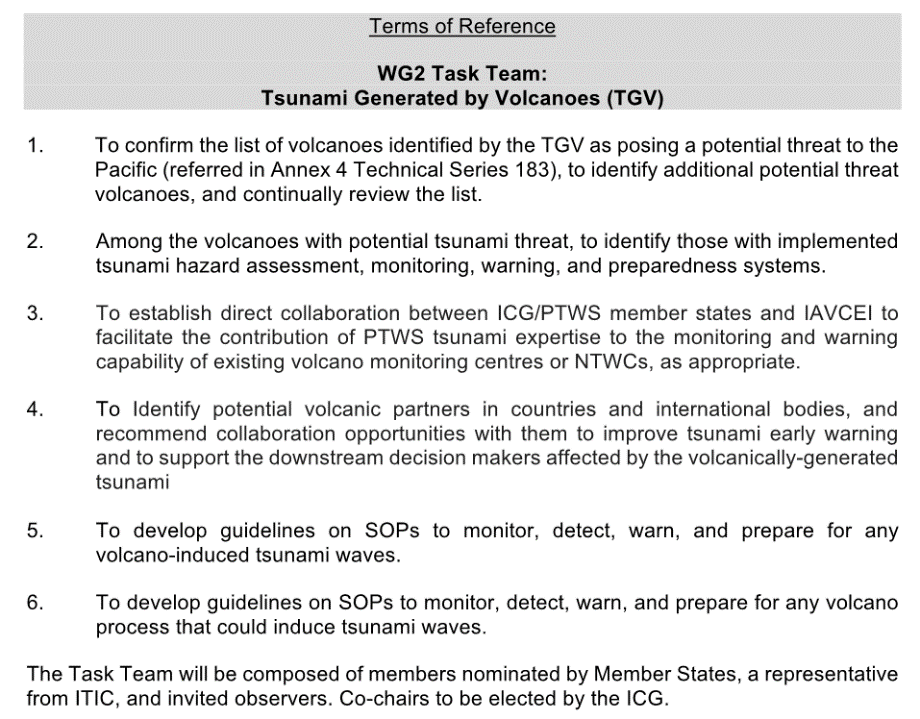 Terms of Reference
WG2 Task Team:
Tsunami Generated by Volcanoes (TGV)
1. To confirm the list of volcanoes identified by the TGV as posing a potential threat to the
Pacific (referred in Annex 4 Technical Series 183), to identify additional potential threat
volcanoes, and continually review the list.
2. Among the volcanoes with potential tsunami threat, to identify those with implemented
tsunami hazard assessment, monitoring, warning, and preparedness systems.
3. To establish direct collaboration between ICG/PTWS member states and IAVCEI to
facilitate the contribution of PTWS tsunami expertise to the monitoring and warning
capability of existing volcano monitoring centres or NTWCs, as appropriate.
4. To Identify potential volcanic partners in countries and international bodies, and
recommend collaboration opportunities with them to improve tsunami early warning
and to support the downstream decision makers affected by the volcanically-generated
tsunami
5. To develop guidelines on SOPs to monitor, detect, warn, and prepare for any
volcano-induced tsunami waves.
6. To develop guidelines on SOPs to monitor, detect, warn, and prepare for any volcano
process that could induce tsunami waves.
The Task Team will be composed of members nominated by Member States, a representative
from ITIC, and invited observers. Co-chairs to be elected by the ICG.